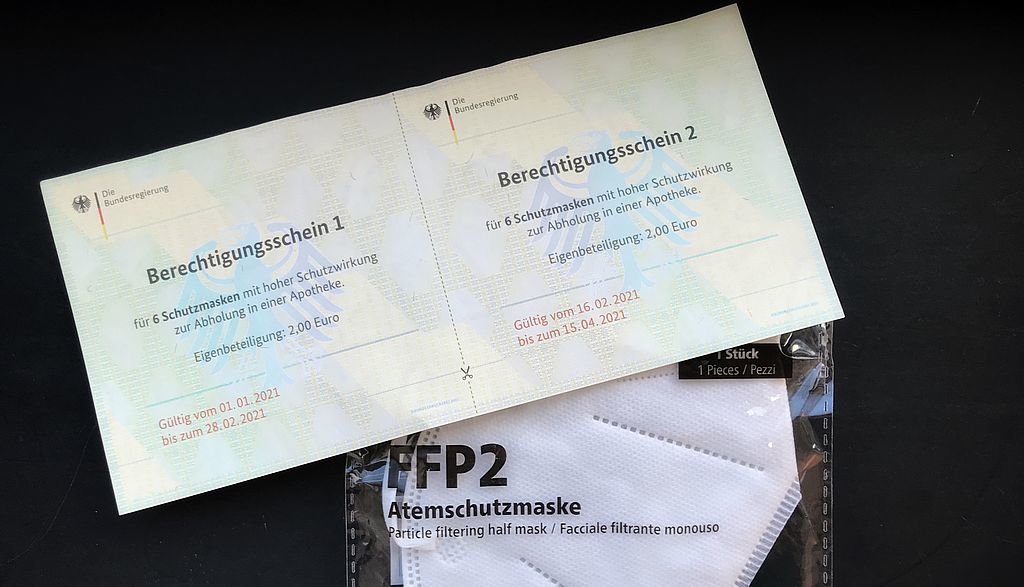 Die
Bundesregierung
Berechtigungsschein 1
für 6 Schutzmasken mit hoher Schutzwirkung
zur Abholung in einer Apotheke.
Eigenbeteiligung: 2,00 Euro
Gültig vom 01.01.2021
bis zum 28.02.2021
Die
Bundesregierung
Berechtigungsschein 2
für 6 Schutzmasken mit hoher Schutzwirkung
zur Abholung in einer Apotheke.
Eigenbeteiligung: 2,00 Euro
Gültig vom 16.02.2021
bis zum 15.04.2021
1 Stück
1 Pieces / Pezzi
FFP2
Atemschutzmaske
Particle filtering half mask / Facciale filtrante monouso